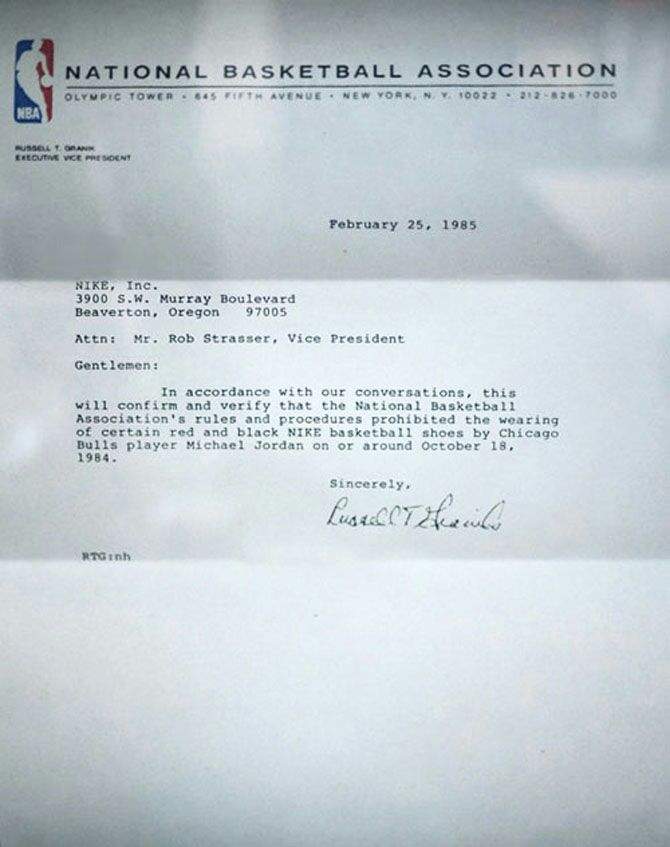 NBA
NATIONAL BASKETBALL ASSOCIATION
OLYMPIC TOWER • 645 FIFTH AVENUE • NEW YORK, N. Y. 10022 • 212-826-7000
RUSSELL T. GRANIK
EXECUTIVE VICE PRESIDENT
February 25, 1985
NIKE, Inc.
3900 S.W. Murray Boulevard
Beaverton, Oregon 97005
Attn: Mr. Rob Strasser, Vice President
Gentlemen:
In accordance with our conversations, this
will confirm and verify that the National Basketball
Association's rules and procedures prohibited the wearing
of certain red and black NIKE basketball shoes by Chicago
Bulls player Michael Jordan on or around October 18,
1984.
Sincerely,
Russell T Granik
RTG:nh